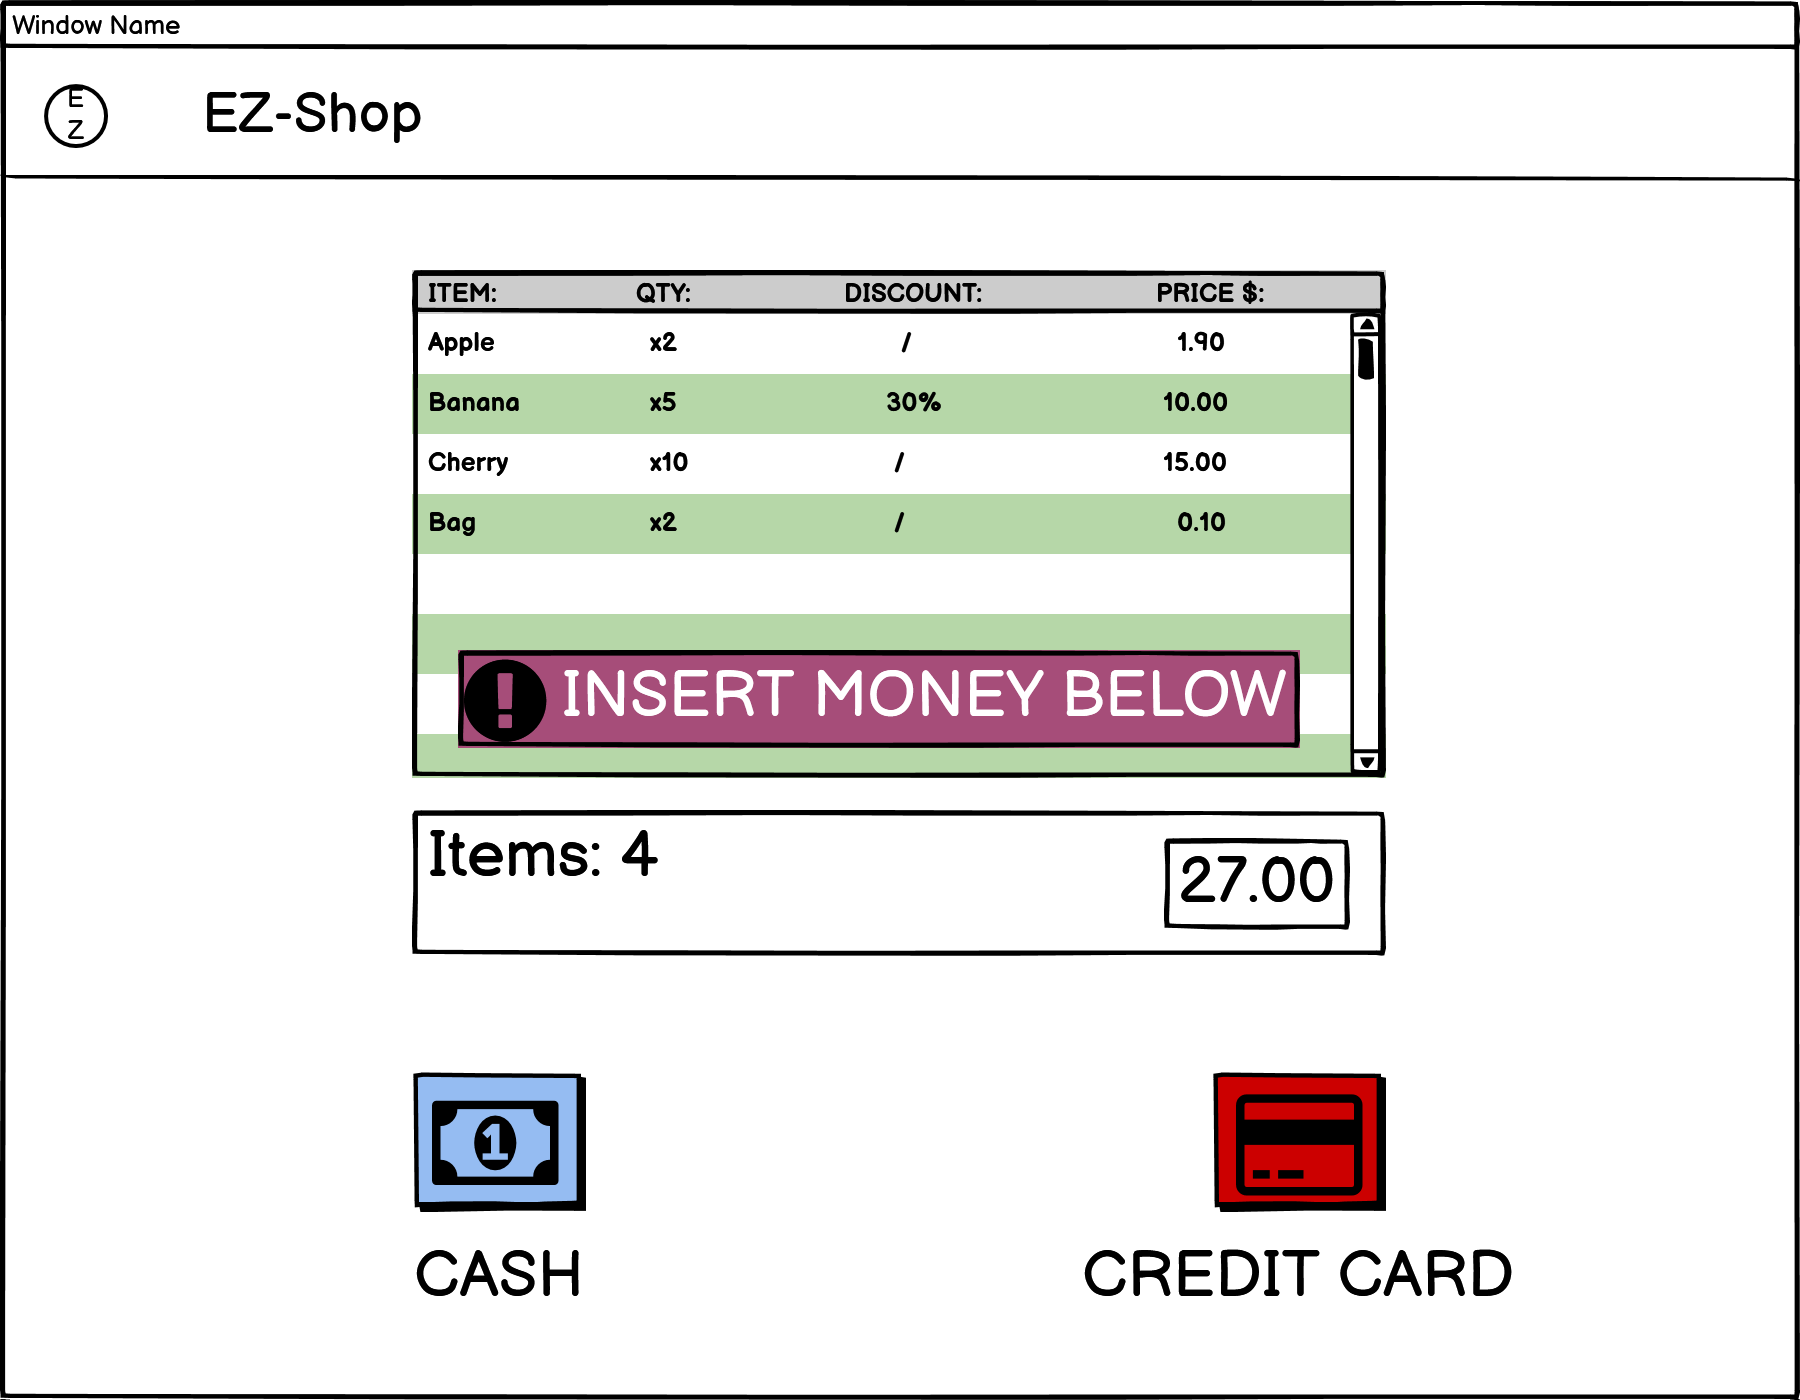 Window Name
E
Z
EZ-Shop
ITEM: QTY: DISCOUNT: PRICE $:
Apple x2 / 1.90
Banana x5 30% 10.00
Cherry x10 / 15.00
Bag x2 / 0.10
! INSERT MONEY BELOW
Items: 4
27.00
1
CASH
CREDIT CARD